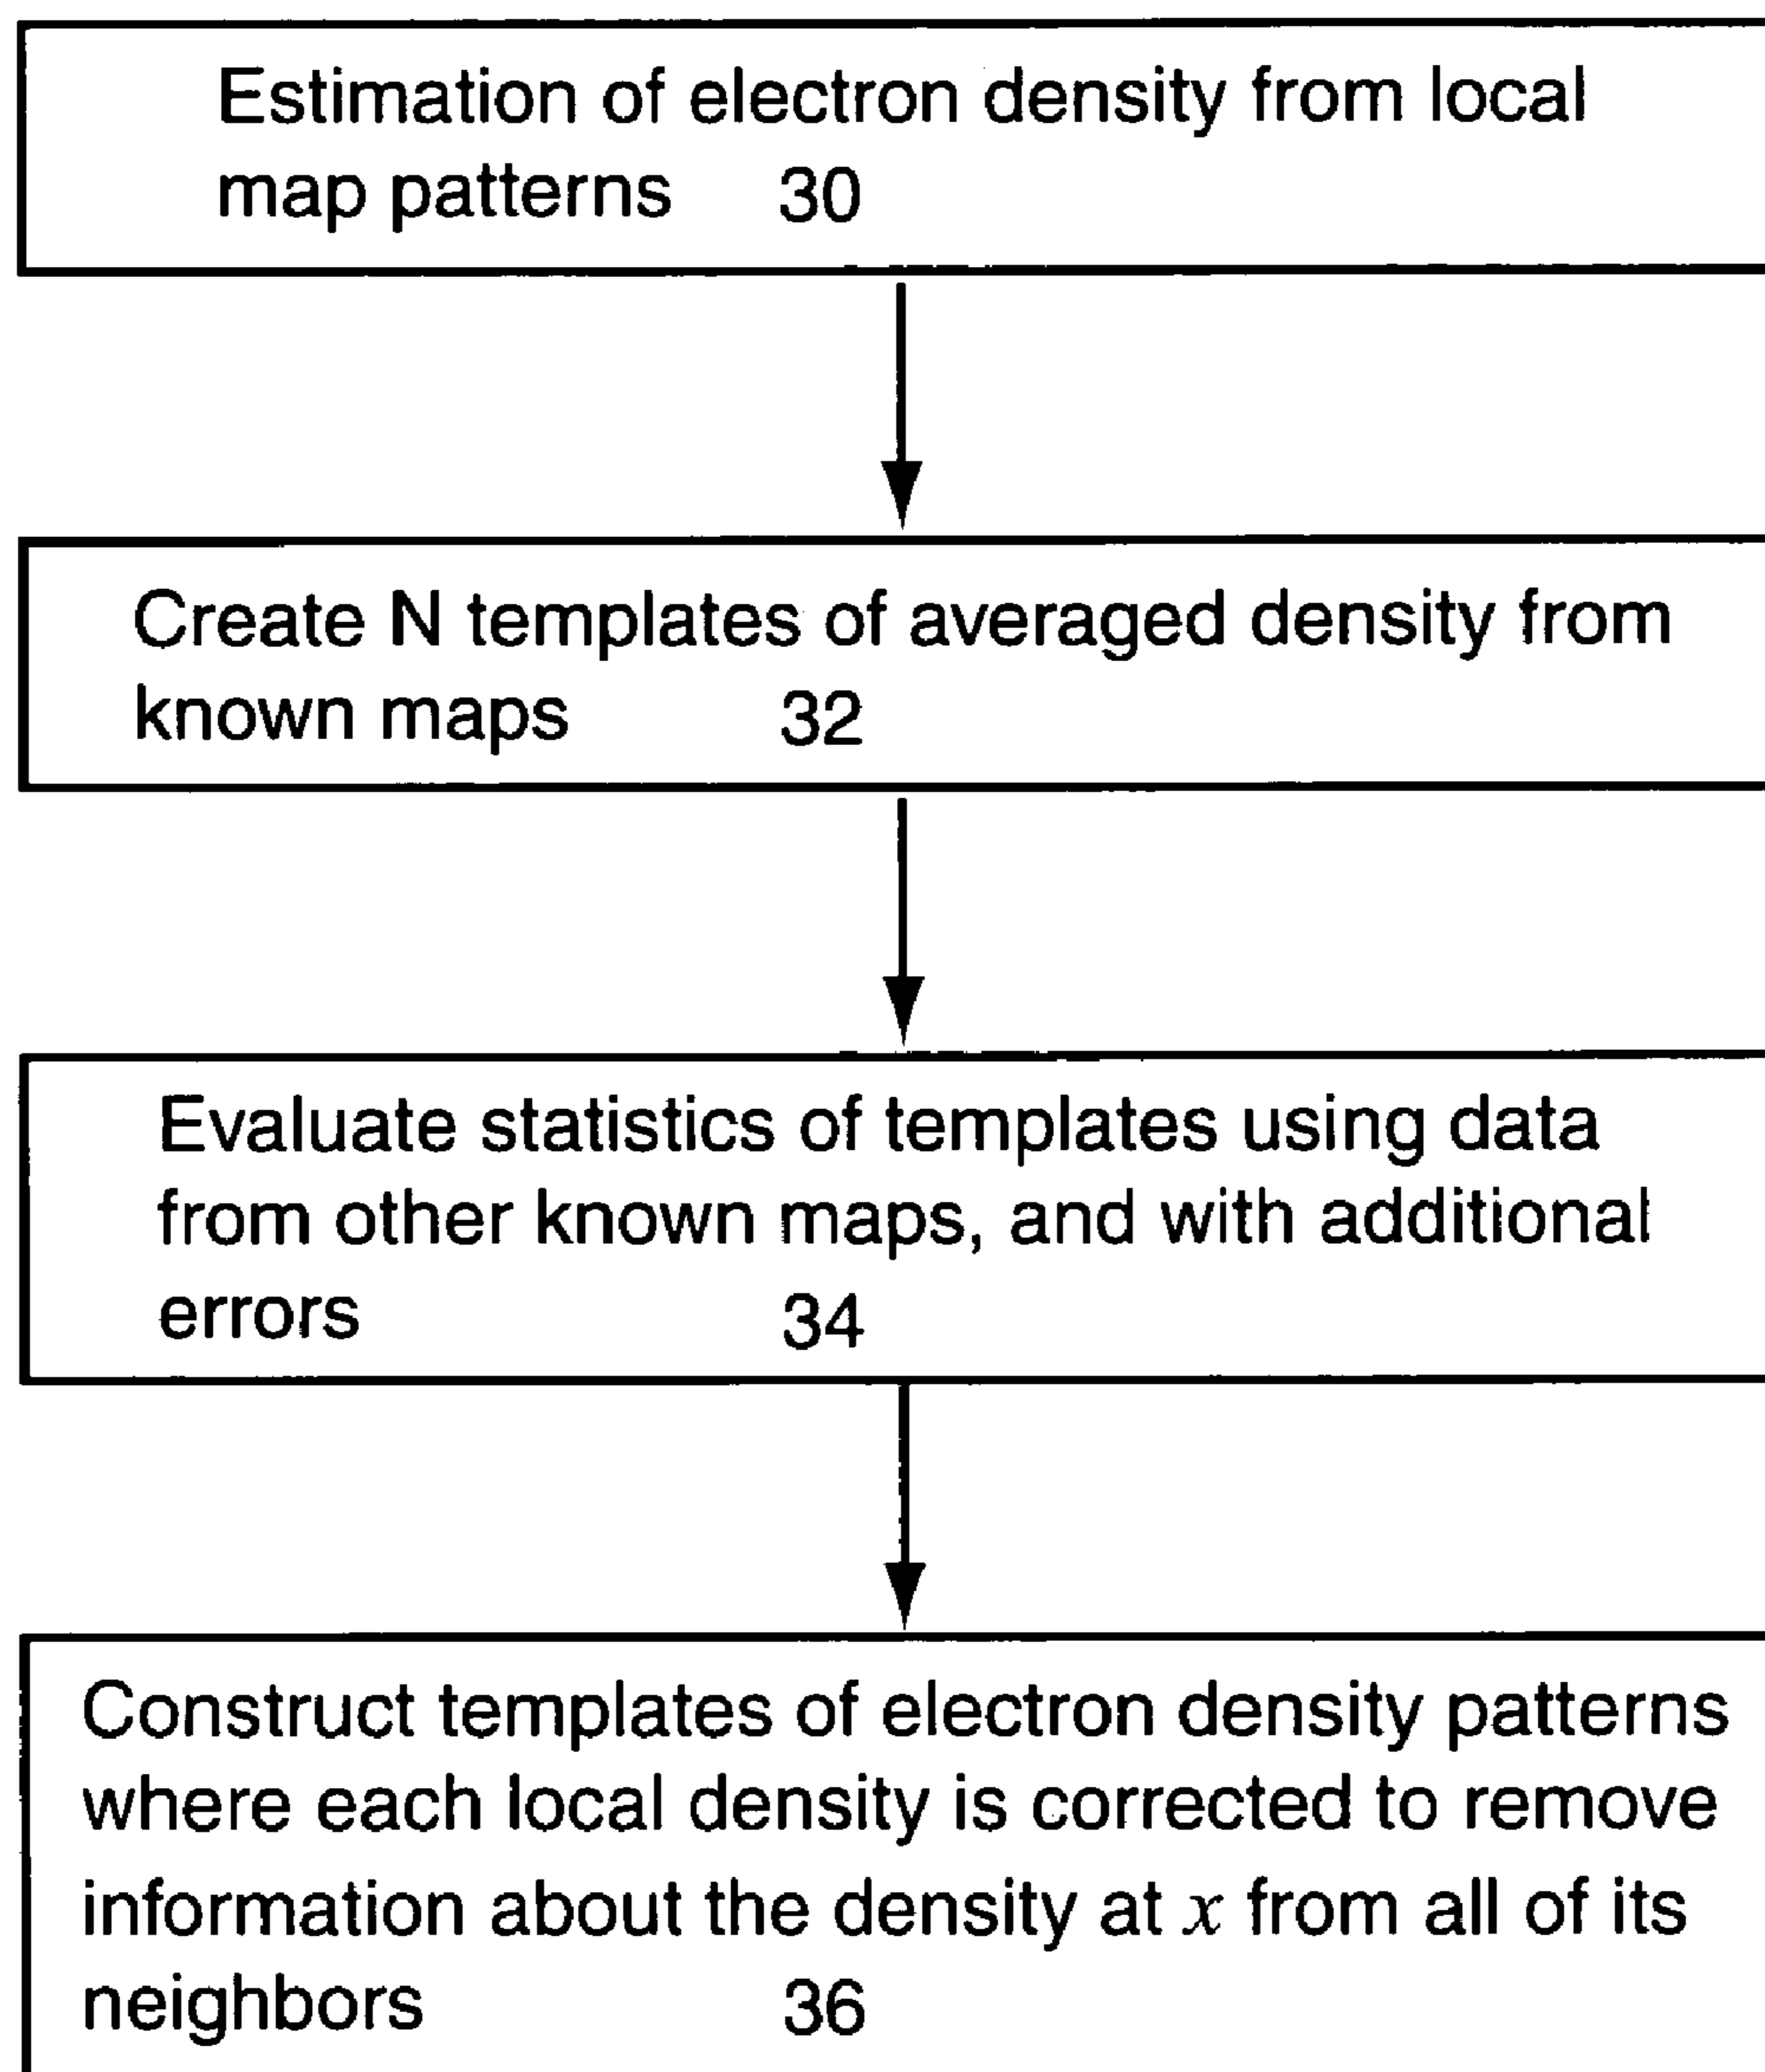 Estimation of electron density from local
map patterns 30
Create N templates of averaged density from
known maps 32
Evaluate statistics of templates using data
from other known maps, and with additional
errors 34
Construct templates of electron density patterns
where each local density is corrected to remove
information about the density at x from all of its
neighbors 36